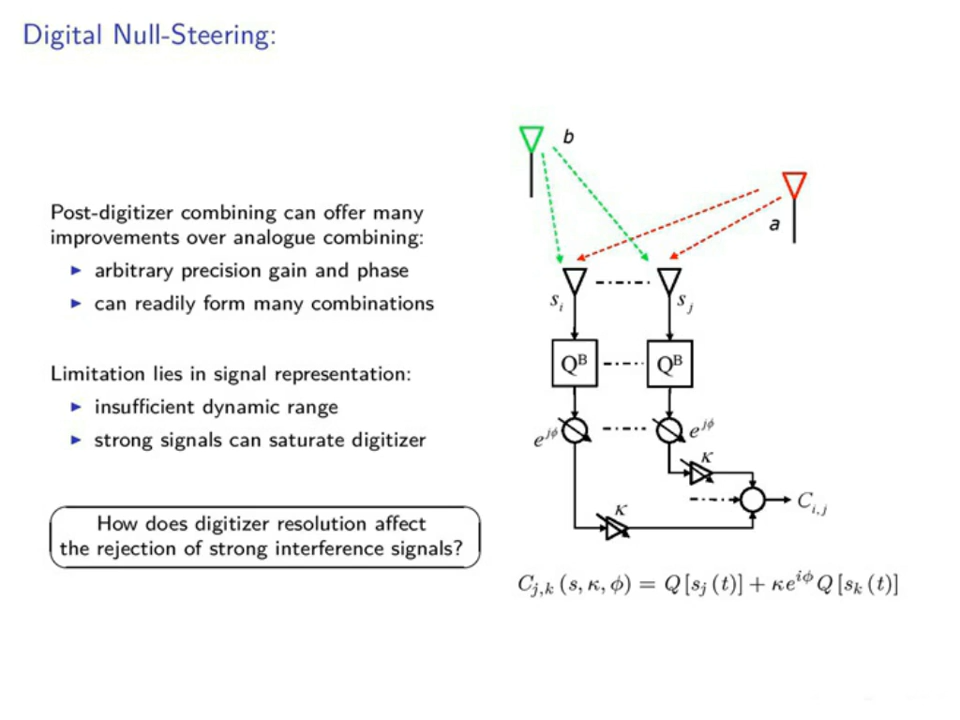 Digital Null-Steering:
Post-digitizer combining can offer many
improvements over analogue combining:
▶ arbitrary precision gain and phase
▶ can readily form many combinations
Limitation lies in signal representation:
▶ insufficient dynamic range
▶ strong signals can saturate digitizer
How does digitizer resolution affect
the rejection of strong interference signals?
b
a
s_i s_j
Q^B Q^B
e^{jϕ} e^{jϕ}
κ
κ
C_{i,j}
C_{j,k} (s, κ, ϕ) = Q [s_j (t)] + κe^{iϕ} Q [s_k (t)]